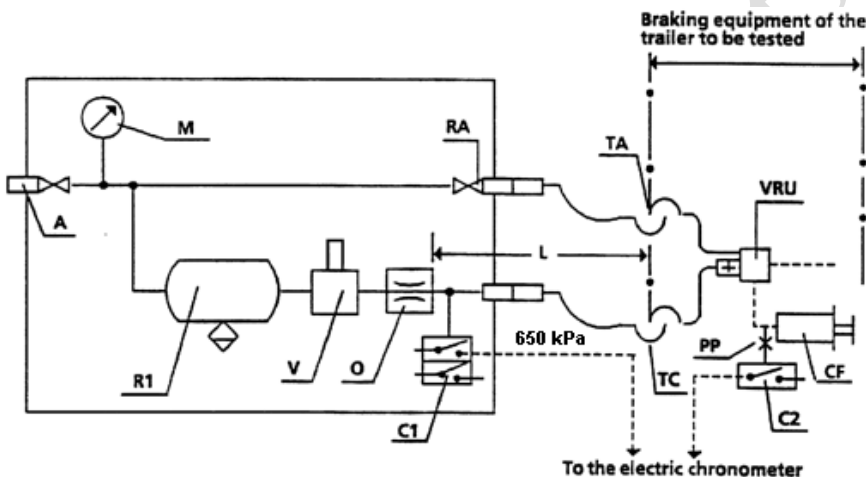 Braking equipment of the
trailer to be tested
M
RA
TA
VRU
A
L
650 kPa
PP
R1
V
O
C1
TC
C2
CF
To the electric chronometer